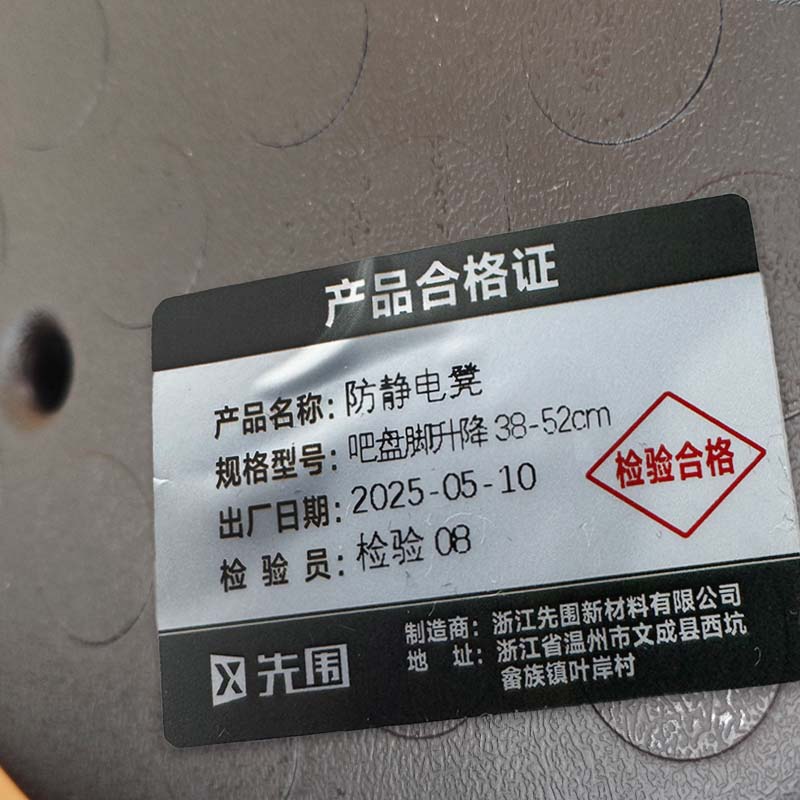 产品合格证
产品名称：防静电凳
规格型号：吧盘脚升降 38-52cm
出厂日期：2025-05-10
检验员：检验 08
检验合格
先围
制造商：浙江先围新材料有限公司
地址：浙江省温州市文成县西坑
畲族镇叶岸村